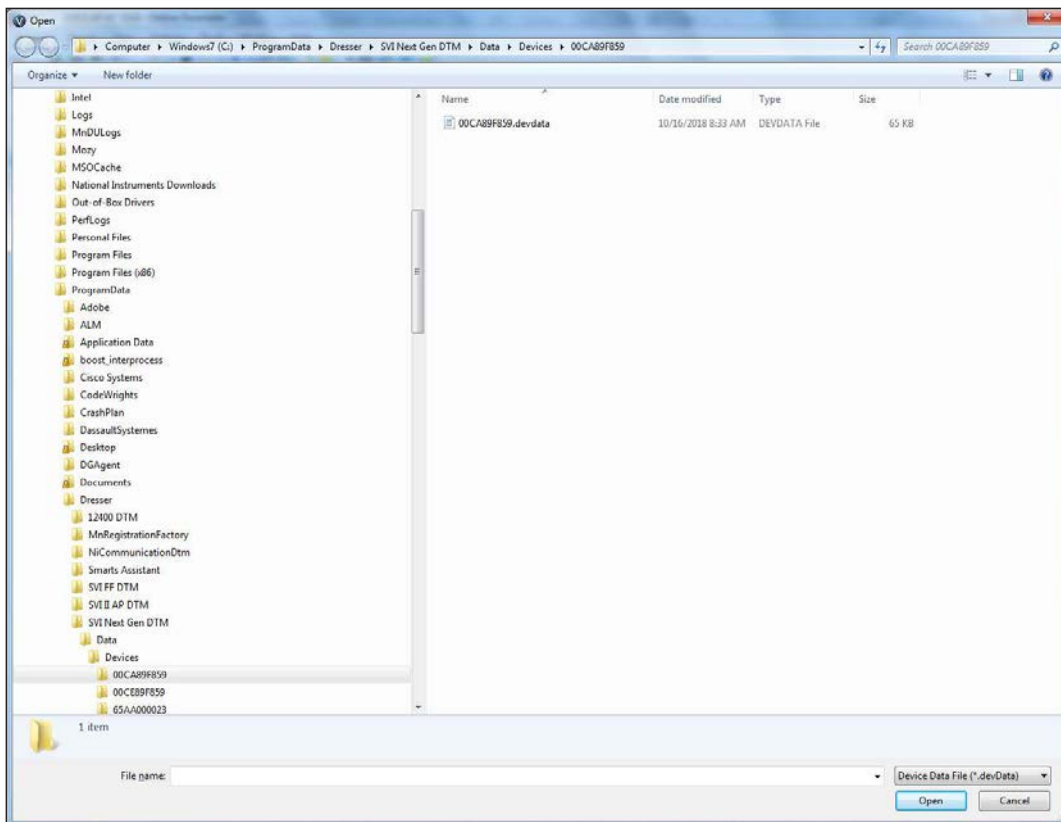 Open
Computer ▸ Windows7 (C:) ▸ ProgramData ▸ Dresser ▸ SVI Next Gen DTM ▸ Data ▸ Devices ▸ 00CA89F859
Search 00CA89F859
Organize New folder
Name Date modified Type Size
00CA89F859.devdata 10/16/2018 8:33 AM DEVDATA File 65 KB
Intel
Logs
MnDULogs
Mozy
MSOCache
National Instruments Downloads
Out-of-Box Drivers
PerfLogs
Personal Files
Program Files
Program Files (x86)
ProgramData
Adobe
ALM
Application Data
boost_interprocess
Cisco Systems
CodeWrights
CrashPlan
DassaultSystemes
Desktop
DGAgent
Documents
Dresser
12400 DTM
MnRegistrationFactory
NiCommunicationDtm
Smarts Assistant
SVI FF DTM
SVI II AP DTM
SVI Next Gen DTM
Data
Devices
00CA89F859
00CE89F859
65AA000023
1 item
File name: Device Data File (*.devData)
Open Cancel